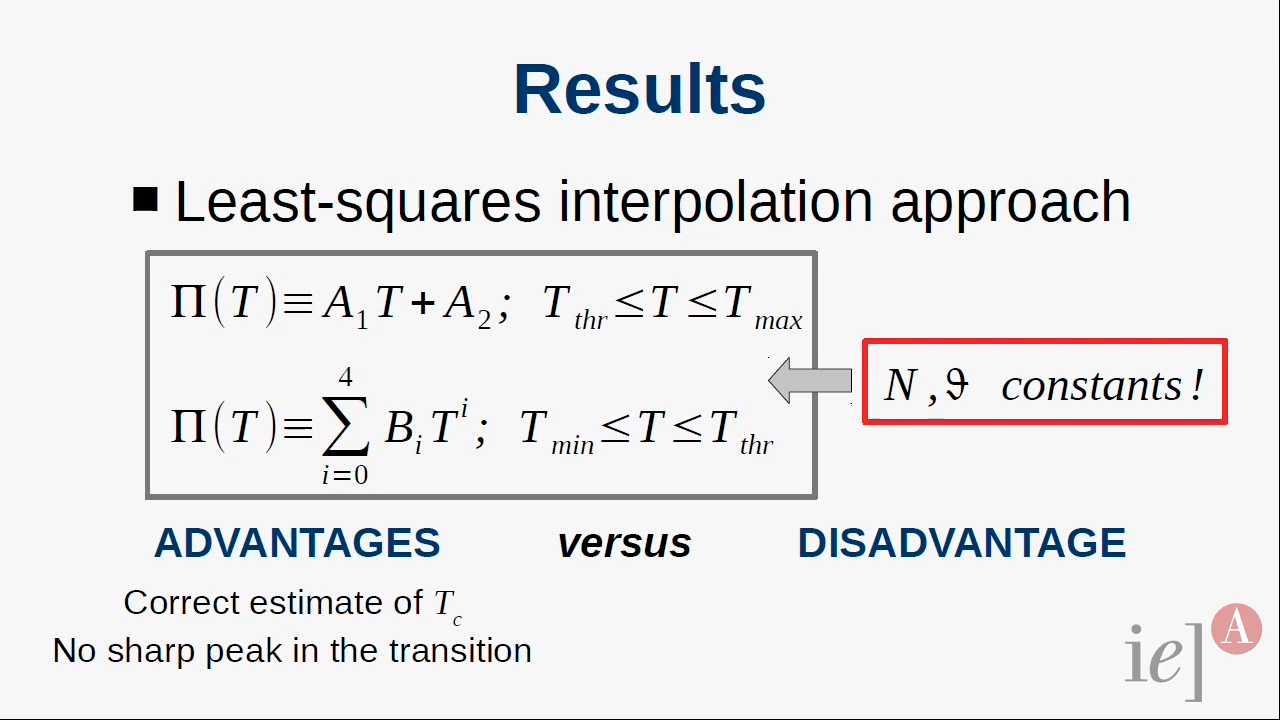 Results
■ Least-squares interpolation approach
Π(T)≡A₁T+A₂; T_thr≤T≤T_max
N,ϑ constants!
Π(T)≡∑_{i=0}^{4} B_i T^i; T_min≤T≤T_thr
ADVANTAGES versus DISADVANTAGE
Correct estimate of T_c
No sharp peak in the transition
ie] A